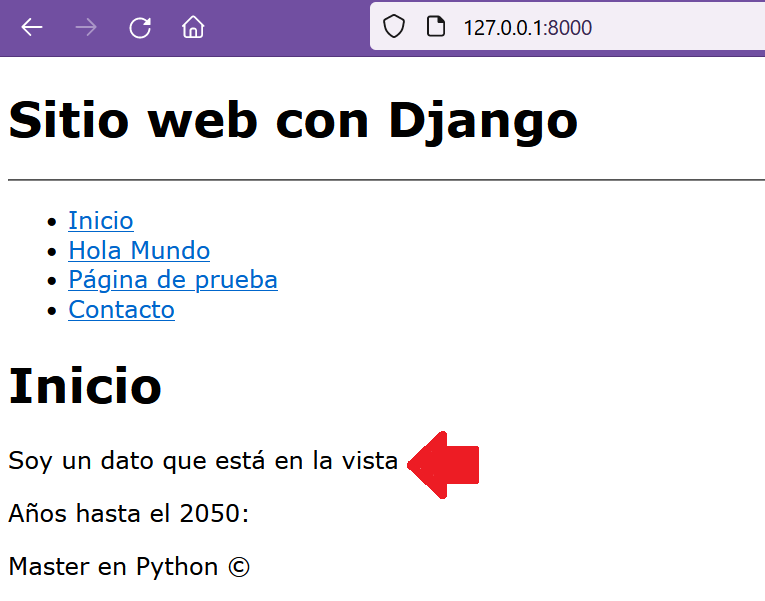 127.0.0.1:8000
Sitio web con Django
Inicio
Hola Mundo
Página de prueba
Contacto
Inicio
Soy un dato que está en la vista
Años hasta el 2050:
Master en Python ©